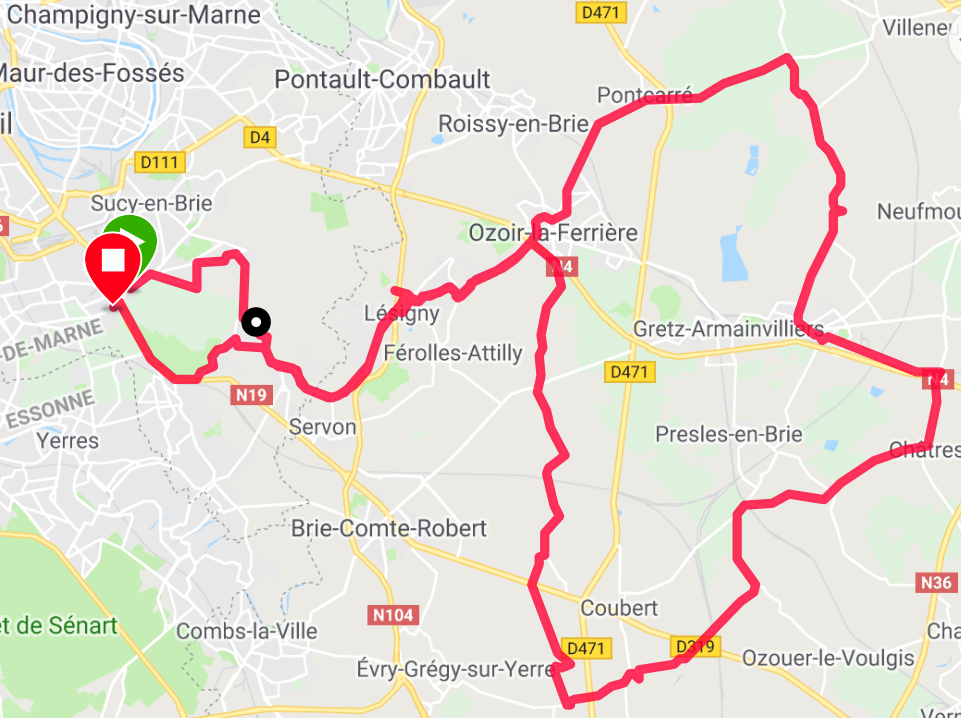 Champigny-sur-Marne
D471
Villene
Maur-des-Fossés
Pontault-Combault
Pontcarré
il
Roissy-en-Brie
D4
D111
Sucy-en-Brie
Neufmou
Ozoir-la-Ferrière
N4
Lésigny
-DE-MARNE
Gretz-Armainvilliers
Férolles-Attilly
D471
N4
N19
ESSONNE
Servon
Yerres
Presles-en-Brie
Châtres
Brie-Comte-Robert
N36
Coubert
N104
et de Sénart
Combs-la-Ville
Cha
D471
D319
Évry-Grégy-sur-Yerre
Ozouer-le-Voulgis